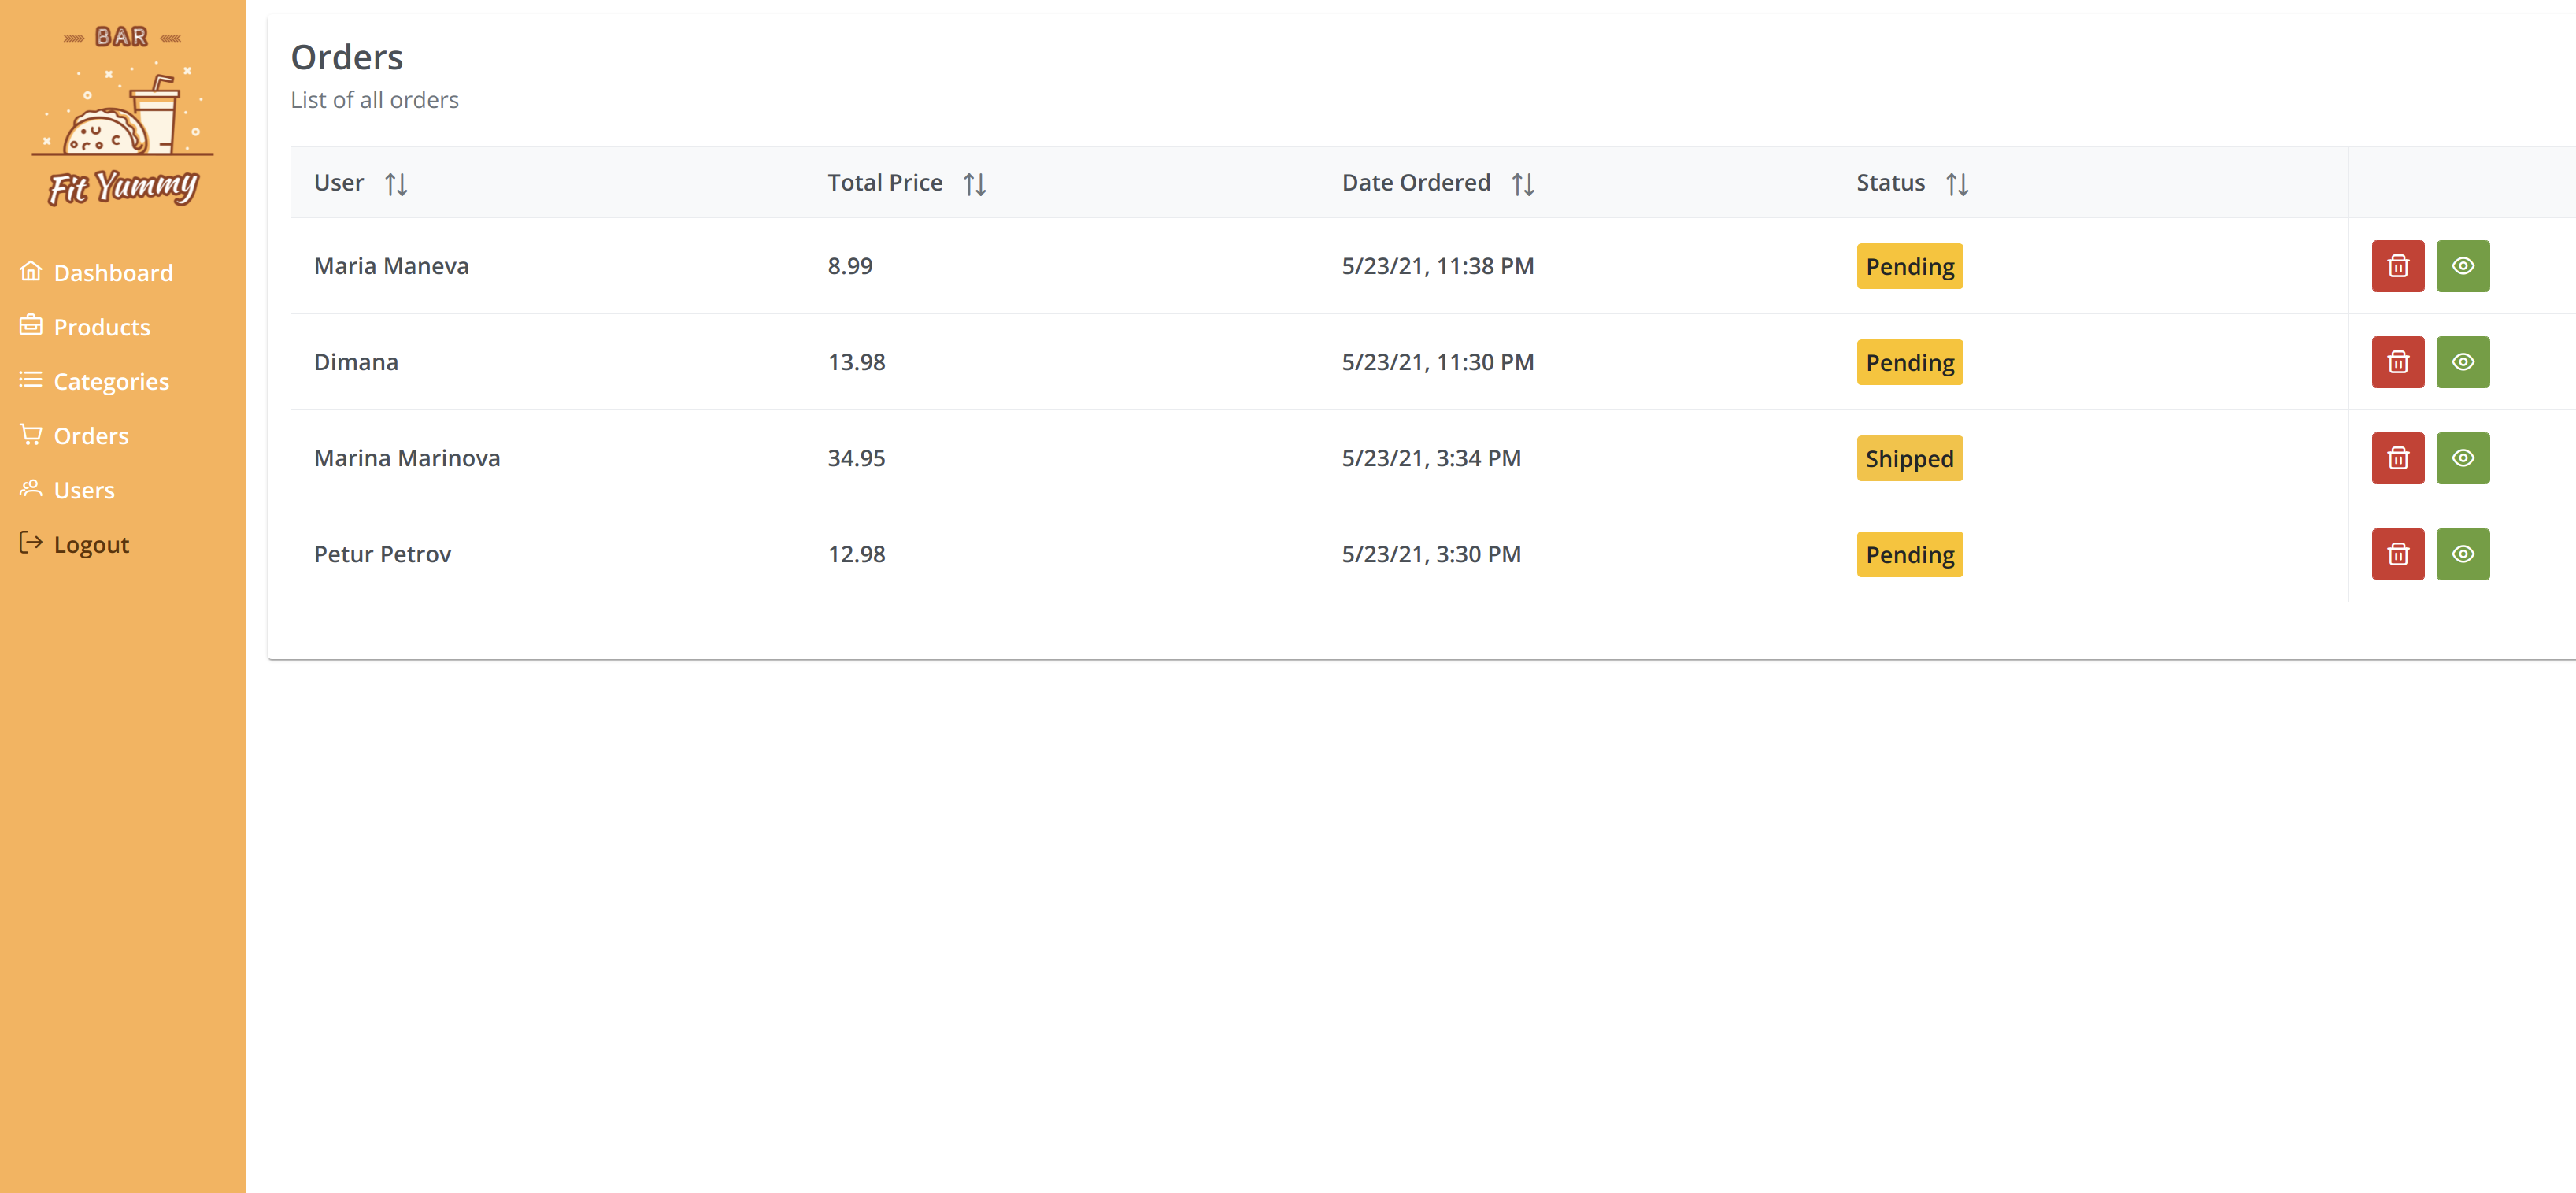 BAR
Fit Yummy
Dashboard
Products
Categories
Orders
Users
Logout
Orders
List of all orders
User Total Price Date Ordered Status
Maria Maneva 8.99 5/23/21, 11:38 PM Pending
Dimana 13.98 5/23/21, 11:30 PM Pending
Marina Marinova 34.95 5/23/21, 3:34 PM Shipped
Petur Petrov 12.98 5/23/21, 3:30 PM Pending